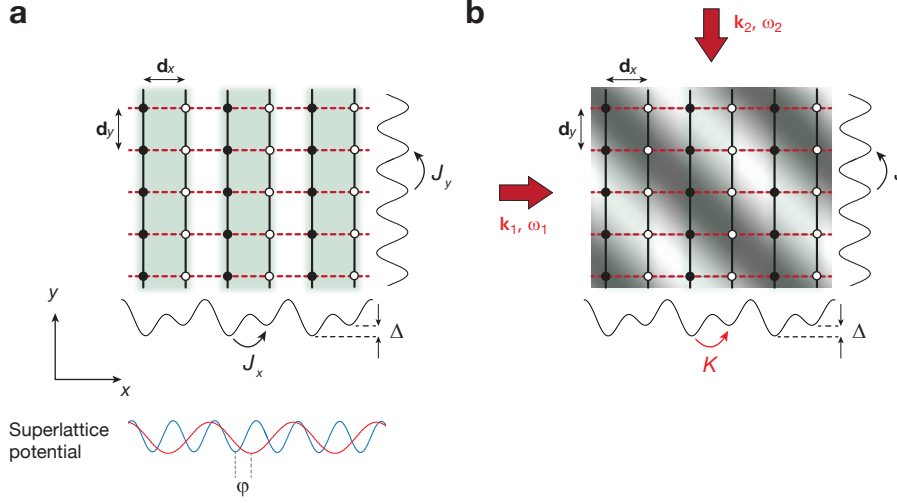 a
b
k2, ω2
dx
dx
dy
dy
Jy
J
k1, ω1
y
Δ
Δ
Jx
K
x
Superlattice
potential
φ